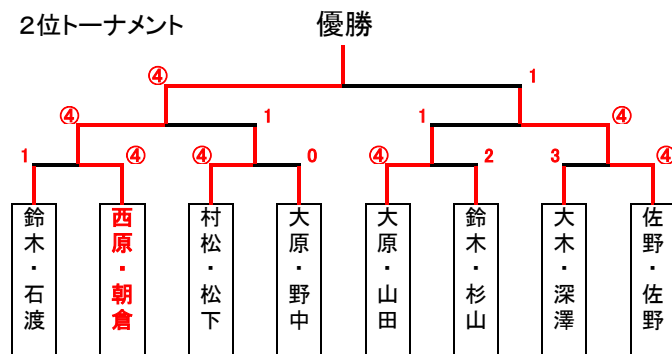 2位トーナメント 優勝
④ 1
④ 1 1 ④
1 ④ ④ 0 ④ 2 3 ④
鈴木・石渡
西原・朝倉
村松・松下
大原・野中
大原・山田
鈴木・杉山
大木・深澤
佐野・佐野